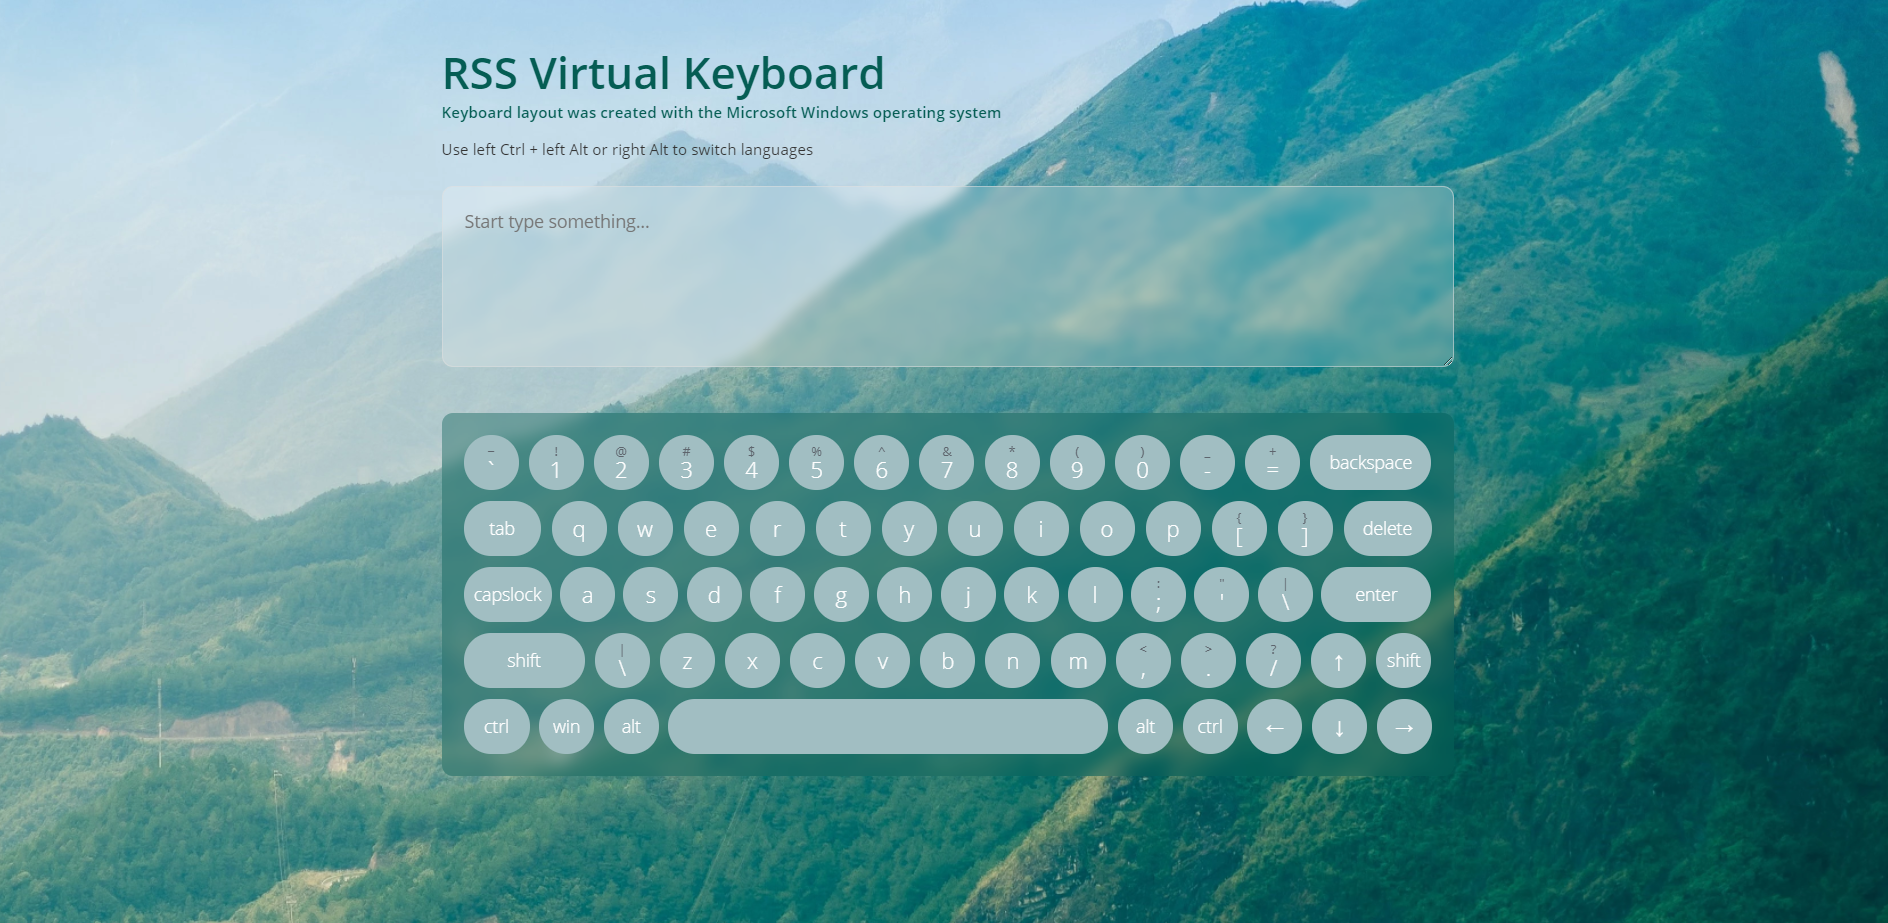 RSS Virtual Keyboard
Keyboard layout was created with the Microsoft Windows operating system
Use left Ctrl + left Alt or right Alt to switch languages
Start type something...
~ ! @ # $ % ^ & * ( ) _ +
` 1 2 3 4 5 6 7 8 9 0 - = backspace
{ }
tab q w e r t y u i o p [ ] delete
: " |
capslock a s d f g h j k l ; ' \ enter
| < > ?
shift \ z x c v b n m , . / ↑ shift
ctrl win alt alt ctrl ← ↓ →